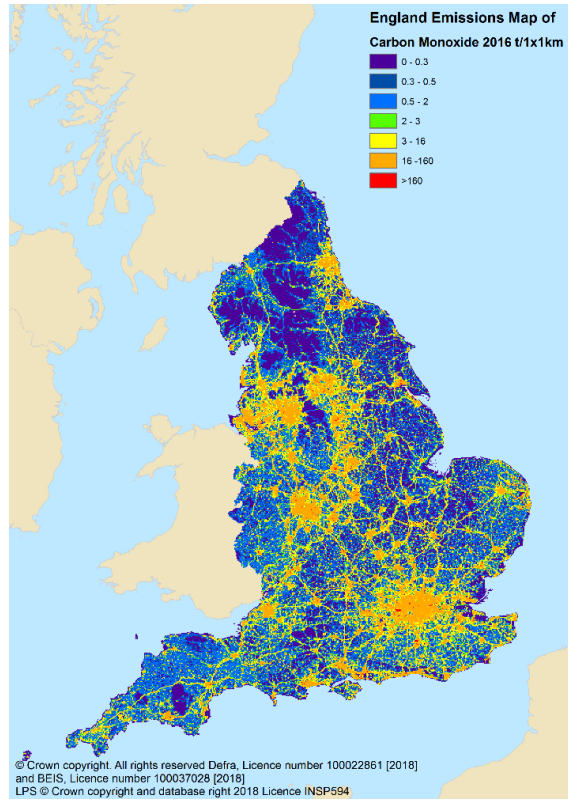 England Emissions Map of
Carbon Monoxide 2016 t/1x1km
0 - 0.3
0.3 - 0.5
0.5 - 2
2 - 3
3 - 16
16 -160
>160
© Crown copyright. All rights reserved Defra, Licence number 100022861 [2018]
and BEIS, Licence number 100037028 [2018]
LPS © Crown copyright and database right 2018 Licence INSP594